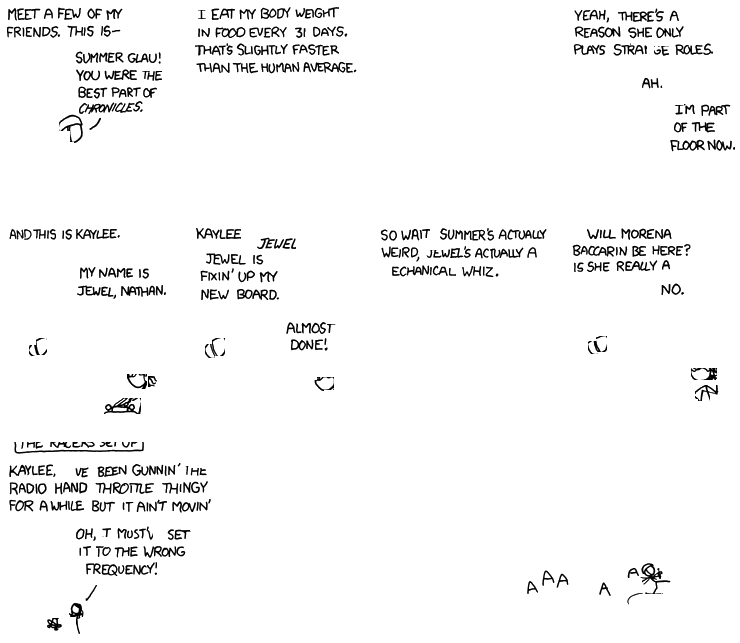 MEET A FEW OF MY
FRIENDS. THIS IS—
SUMMER GLAU!
YOU WERE THE
BEST PART OF
CHRONICLES.
I EAT MY BODY WEIGHT
IN FOOD EVERY 31 DAYS.
THAT'S SLIGHTLY FASTER
THAN THE HUMAN AVERAGE.
YEAH, THERE'S A
REASON SHE ONLY
PLAYS ROLES.
AH.
I'M PART
OF THE
FLOOR NOW.
AND THIS IS KAYLEE.
MY NAME IS
JEWEL, NATHAN.
KAYLEE
JEWEL
JEWEL IS
FIXIN' UP MY
NEW BOARD.
ALMOST
DONE!
SO WAIT SUMMER'S ACTUALLY
WEIRD, JEWEL'S ACTUALLY A
ECHANICAL WHIZ.
WILL MORENA
BACCARIN BE HERE?
IS SHE REALLY A
NO.
THE RACERS SET UP
KAYLEE, VE BEEN GUNNIN' THE
RADIO HAND THROTTLE THINGY
FOR A WHILE BUT IT AIN'T MOVIN'
OH, I MUST'V SET
IT TO THE WRONG
FREQUENCY!
A A A A A